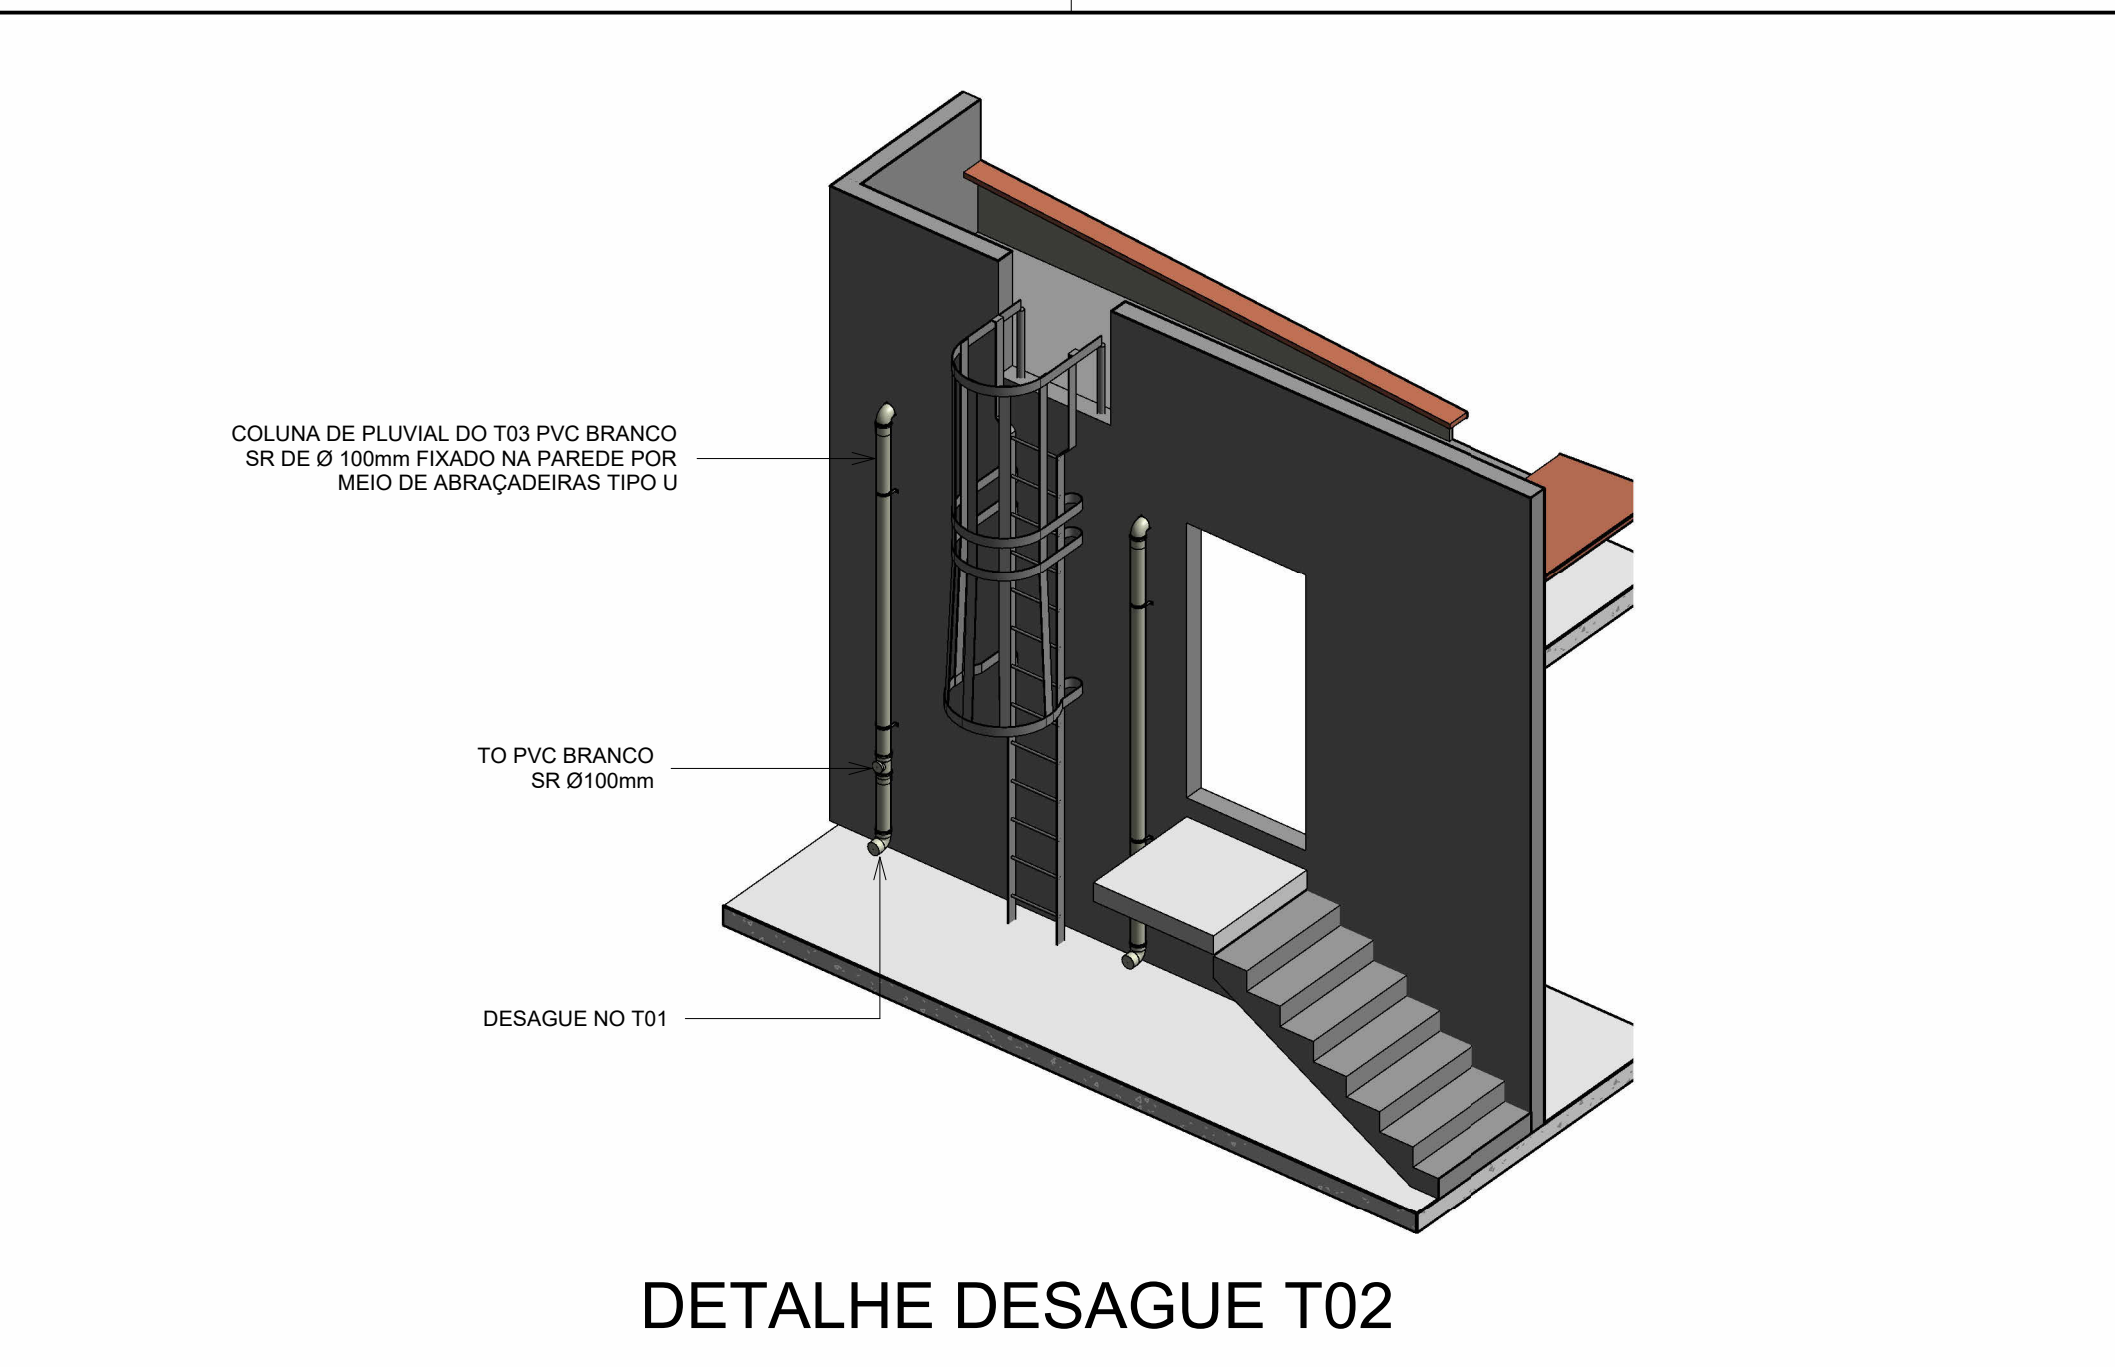 COLUNA DE PLUVIAL DO T03 PVC BRANCO
SR DE Ø 100mm FIXADO NA PAREDE POR
MEIO DE ABRAÇADEIRAS TIPO U
TO PVC BRANCO
SR Ø100mm
DESAGUE NO T01
DETALHE DESAGUE T02